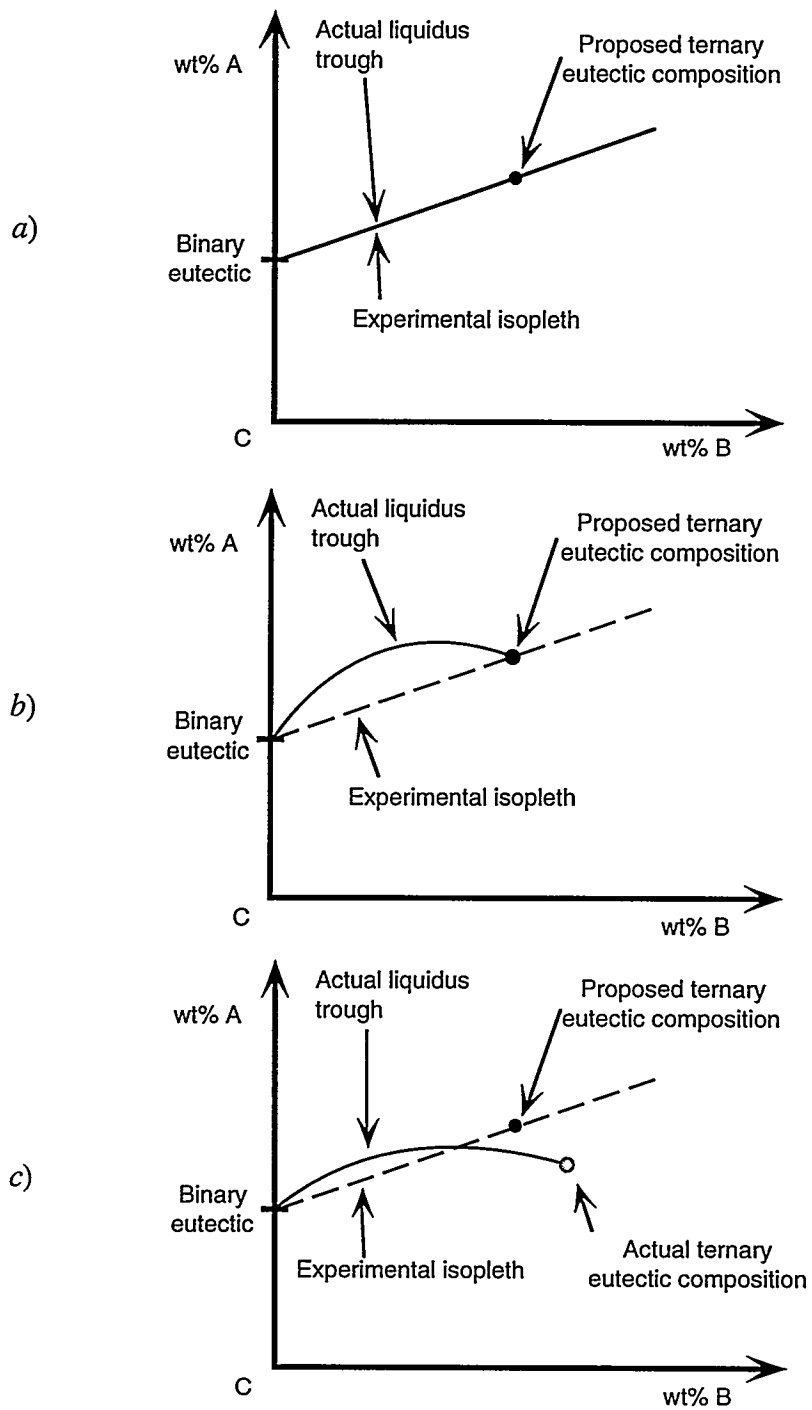 Actual liquidus
trough
Proposed ternary
eutectic composition
wt% A
a)
Binary
eutectic
Experimental isopleth
C
wt% B
Actual liquidus
trough
Proposed ternary
eutectic composition
wt% A
b)
Binary
eutectic
Experimental isopleth
C
wt% B
Actual liquidus
trough
Proposed ternary
eutectic composition
wt% A
c)
Binary
eutectic
Experimental isopleth
Actual ternary
eutectic composition
C
wt% B